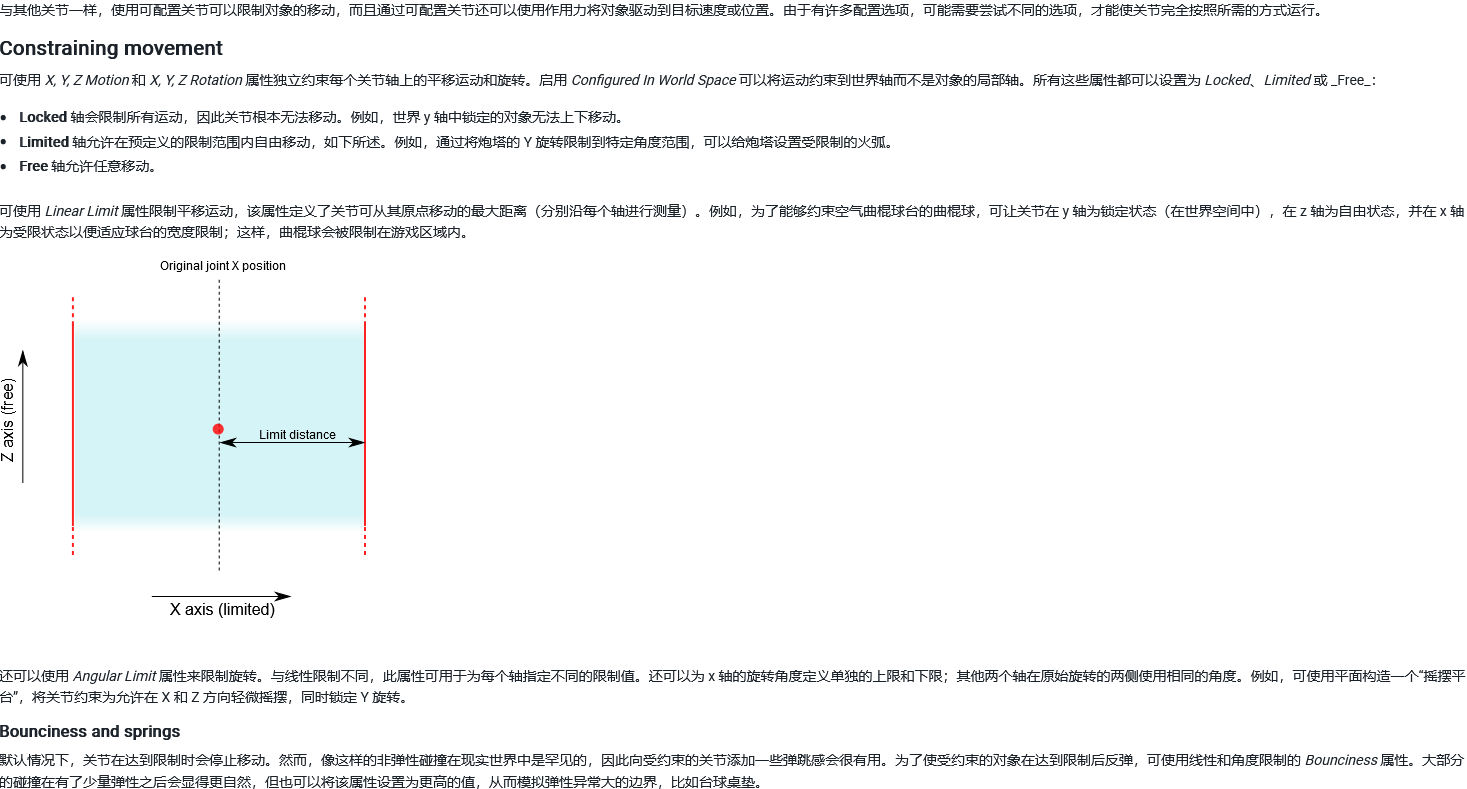 与其他关节一样，使用可配置关节可以限制对象的移动，而且通过可配置关节还可以使用作用力将对象驱动到目标速度或位置。由于有许多配置选项，可能需要尝试不同的选项，才能使关节完全按照所需的方式运行。
Constraining movement
可使用 X, Y, Z Motion 和 X, Y, Z Rotation 属性独立约束每个关节轴上的平移运动和旋转。启用 Configured In World Space 可以将运动约束到世界轴而不是对象的局部轴。所有这些属性都可以设置为 Locked、Limited 或 _Free_：
• Locked 轴会限制所有运动，因此关节根本无法移动。例如，世界 y 轴中锁定的对象无法上下移动。
• Limited 轴允许在预定义的限制范围内自由移动，如下所述。例如，通过将炮塔的 Y 旋转限制到特定角度范围，可以给炮塔设置受限制的火弧。
• Free 轴允许任意移动。
可使用 Linear Limit 属性限制平移运动，该属性定义了关节可从其原点移动的最大距离（分别沿每个轴进行测量）。例如，为了能够约束空气曲棍球台的曲棍球，可让关节在 y 轴为锁定状态（在世界空间中），在 z 轴为自由状态，并在 x 轴
为受限状态以便适应球台的宽度限制；这样，曲棍球会被限制在游戏区域内。
Original joint X position
Z axis (free)
Limit distance
X axis (limited)
还可以使用 Angular Limit 属性来限制旋转。与线性限制不同，此属性可用于为每个轴指定不同的限制值。还可以为 x 轴的旋转角度定义单独的上限和下限；其他两个轴在原始旋转的两侧使用相同的角度。例如，可使用平面构造一个“摇摆平
台”，将关节约束为允许在 X 和 Z 方向轻微摇摆，同时锁定 Y 旋转。
Bounciness and springs
默认情况下，关节在达到限制时会停止移动。然而，像这样的非弹性碰撞在现实世界中是罕见的，因此向受约束的关节添加一些弹跳感会很有用。为了使受约束的对象在达到限制后反弹，可使用线性和角度限制的 Bounciness 属性。大部分
的碰撞在有了少量弹性之后会显得更自然，但也可以将该属性设置为更高的值，从而模拟弹性异常大的边界，比如台球桌垫。